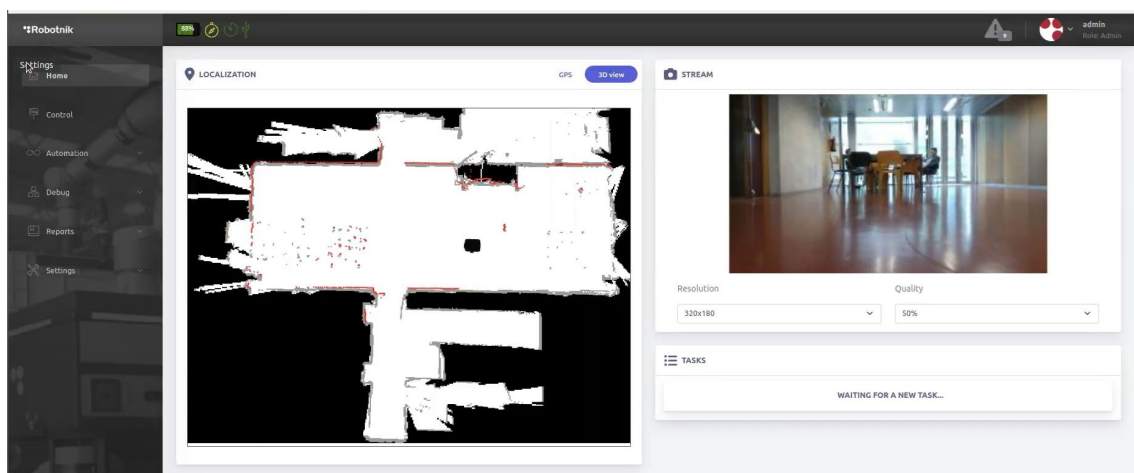 Robotnik
88%
admin
Role: Admin
Settings
Home
Control
Automation
Debug
Reports
Settings
LOCALIZATION
GPS
3D view
STREAM
Resolution
Quality
320x180
50%
TASKS
WAITING FOR A NEW TASK...